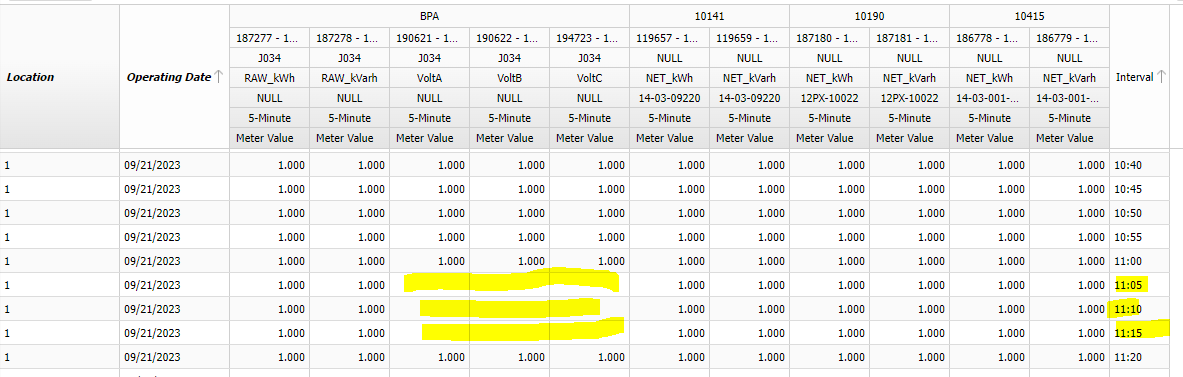 BPA 10141 10190 10415
187277 - 1... 187278 - 1... 190621 - 1... 190622 - 1... 194723 - 1... 119657 - 1... 119659 - 1... 187180 - 1... 187181 - 1... 186778 - 1... 186779 - 1...
J034 J034 J034 J034 J034 NULL NULL NULL NULL NULL NULL
Location Operating Date RAW_kWh RAW_kVarh VoltA VoltB VoltC NET_kWh NET_kVarh NET_kWh NET_kVarh NET_kWh NET_kVarh Interval
NULL NULL NULL NULL NULL 14-03-09220 14-03-09220 12PX-10022 12PX-10022 14-03-001-... 14-03-001-...
5-Minute 5-Minute 5-Minute 5-Minute 5-Minute 5-Minute 5-Minute 5-Minute 5-Minute 5-Minute 5-Minute
Meter Value Meter Value Meter Value Meter Value Meter Value Meter Value Meter Value Meter Value Meter Value Meter Value Meter Value
1 09/21/2023 1.000 1.000 1.000 1.000 1.000 1.000 1.000 1.000 1.000 1.000 1.000 10:40
1 09/21/2023 1.000 1.000 1.000 1.000 1.000 1.000 1.000 1.000 1.000 1.000 1.000 10:45
1 09/21/2023 1.000 1.000 1.000 1.000 1.000 1.000 1.000 1.000 1.000 1.000 1.000 10:50
1 09/21/2023 1.000 1.000 1.000 1.000 1.000 1.000 1.000 1.000 1.000 1.000 1.000 10:55
1 09/21/2023 1.000 1.000 1.000 1.000 1.000 1.000 1.000 1.000 1.000 1.000 1.000 11:00
1 09/21/2023 1.000 1.000 1.000 1.000 1.000 1.000 1.000 1.000 11:05
1 09/21/2023 1.000 1.000 1.000 1.000 1.000 1.000 1.000 1.000 11:10
1 09/21/2023 1.000 1.000 1.000 1.000 1.000 1.000 1.000 1.000 11:15
1 09/21/2023 1.000 1.000 1.000 1.000 1.000 1.000 1.000 1.000 1.000 1.000 1.000 11:20